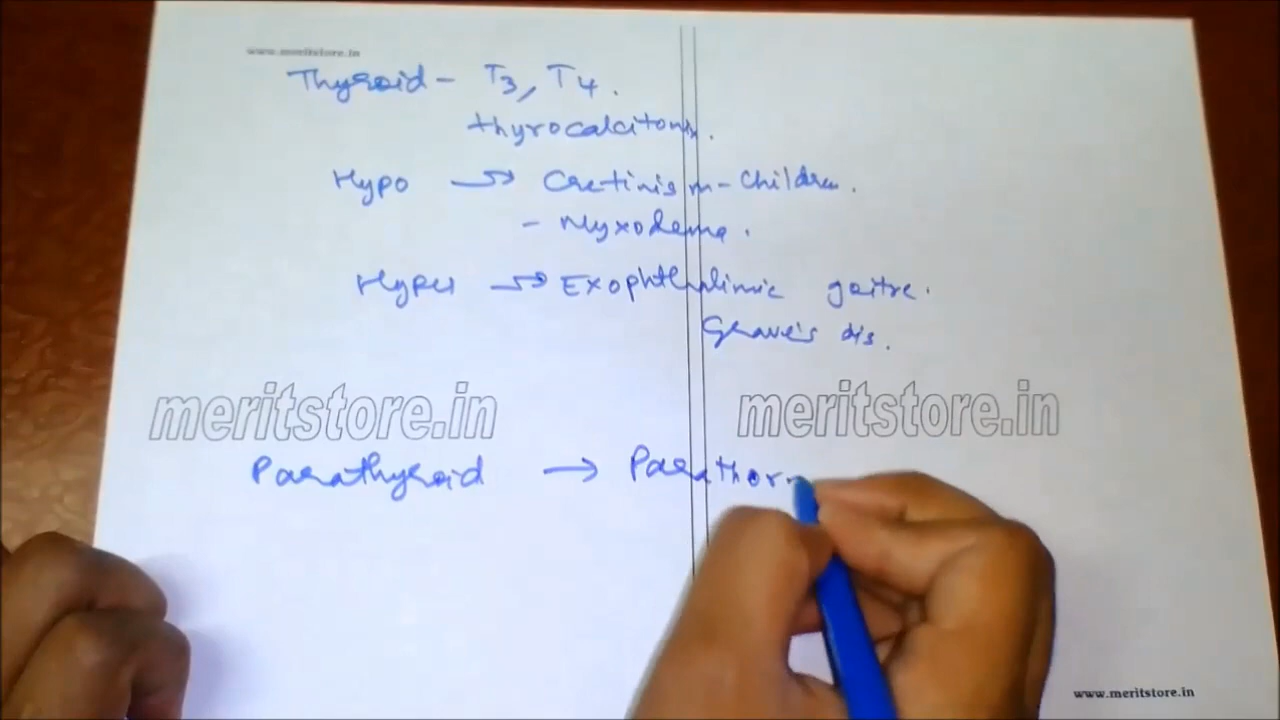 www.meritstore.in
Thyroid - T3, T4.
thyrocalcitonin.
Hypo → Cretinism - Children.
- Myxodema.
Hyper → Exophthalimic goitre.
Grave's dis.
meritstore.in meritstore.in
Parathyroid → Parathor
www.meritstore.in